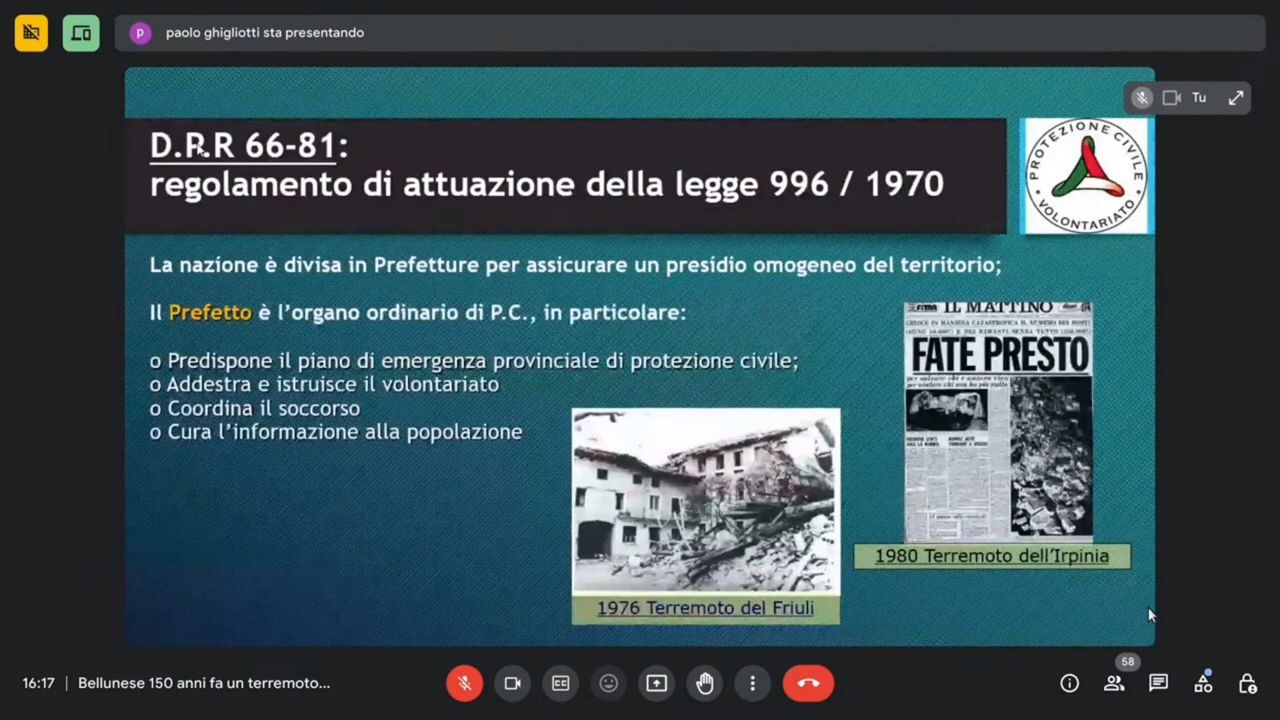 paolo ghigliotti sta presentando
p
Tu
D.P.R 66-81:
regolamento di attuazione della legge 996 / 1970
PROTEZIONE CIVILE
VOLONTARIATO
La nazione è divisa in Prefetture per assicurare un presidio omogeneo del territorio;
Il Prefetto è l'organo ordinario di P.C., in particolare:
o Predispone il piano di emergenza provinciale di protezione civile;
o Addestra e istruisce il volontariato
o Coordina il soccorso
o Cura l'informazione alla popolazione
IL MATTINO
FATE PRESTO
1980 Terremoto dell'Irpinia
1976 Terremoto del Friuli
16:17 | Bellunese 150 anni fa un terremoto...
58